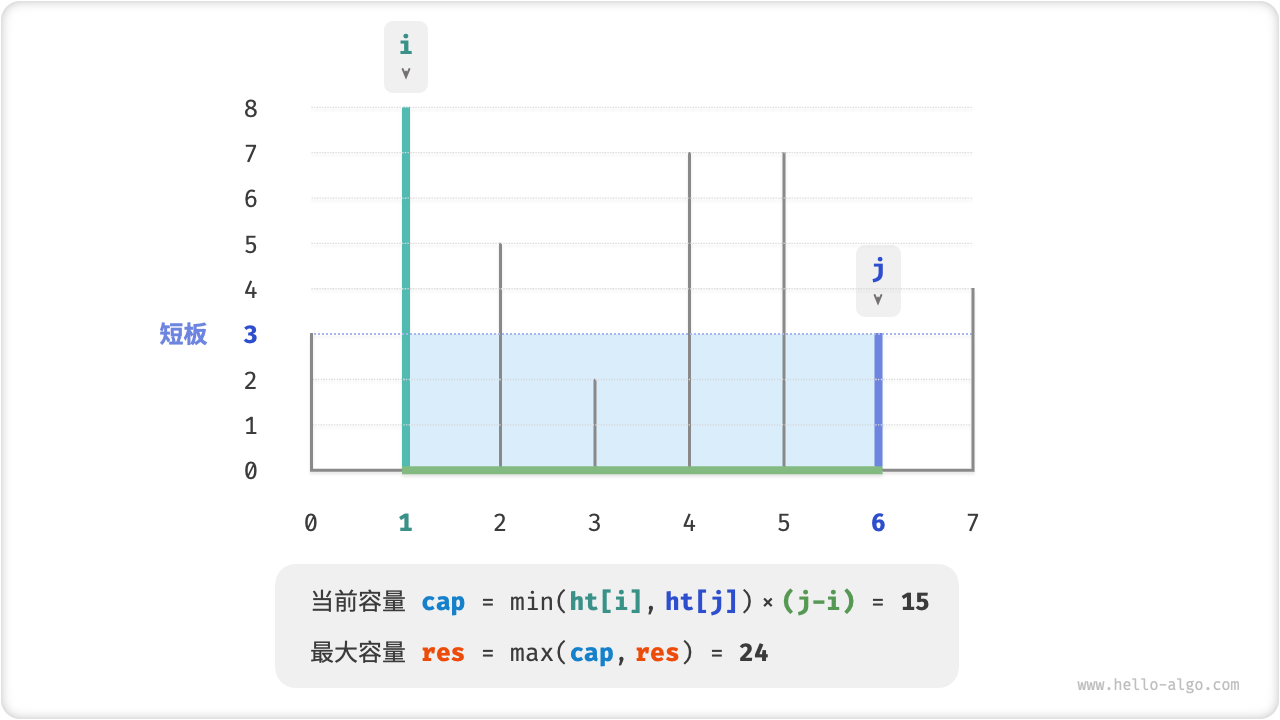 i
8
7
6
5
j
4
短板 3
2
1
0
0 1 2 3 4 5 6 7
当前容量 cap = min(ht[i], ht[j]) × (j-i) = 15
最大容量 res = max(cap, res) = 24
www.hello-algo.com